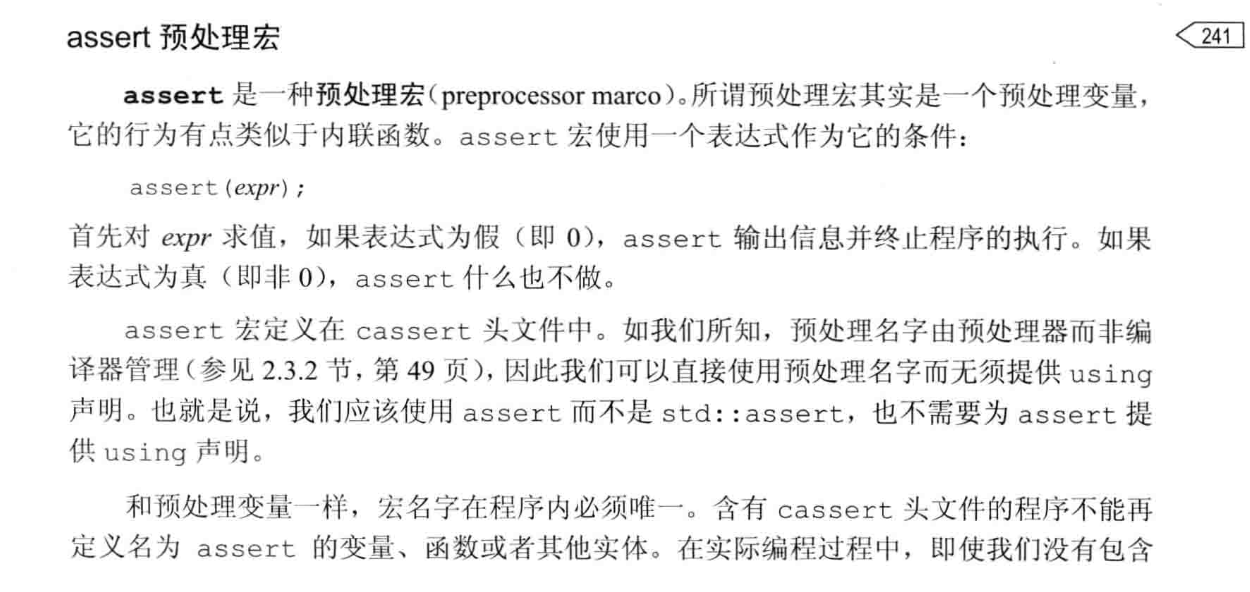 assert 预处理宏
241
assert 是一种预处理宏(preprocessor marco)。所谓预处理宏其实是一个预处理变量，
它的行为有点类似于内联函数。assert 宏使用一个表达式作为它的条件：
assert(expr);
首先对 expr 求值，如果表达式为假（即 0），assert 输出信息并终止程序的执行。如果
表达式为真（即非 0），assert 什么也不做。
assert 宏定义在 cassert 头文件中。如我们所知，预处理名字由预处理器而非编
译器管理（参见 2.3.2 节，第 49 页），因此我们可以直接使用预处理名字而无须提供 using
声明。也就是说，我们应该使用 assert 而不是 std::assert，也不需要为 assert 提
供 using 声明。
和预处理变量一样，宏名字在程序内必须唯一。含有 cassert 头文件的程序不能再
定义名为 assert 的变量、函数或者其他实体。在实际编程过程中，即使我们没有包含